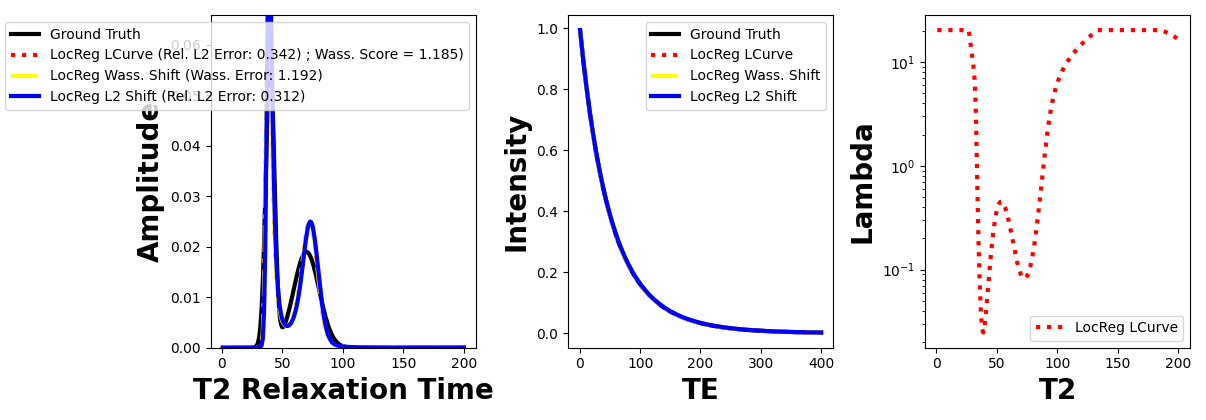 Ground Truth
LocReg LCurve (Rel. L2 Error: 0.342) ; Wass. Score = 1.185)
LocReg Wass. Shift (Wass. Error: 1.192)
LocReg L2 Shift (Rel. L2 Error: 0.312)
Amplitude
0.06
0.05
0.04
0.03
0.02
0.01
0.00
0
50
100
150
200
T2 Relaxation Time
Ground Truth
LocReg LCurve
LocReg Wass. Shift
LocReg L2 Shift
Intensity
1.0
0.8
0.6
0.4
0.2
0.0
0
100
200
300
400
TE
Lambda
10¹
10⁰
10⁻¹
LocReg LCurve
0
50
100
150
200
T2